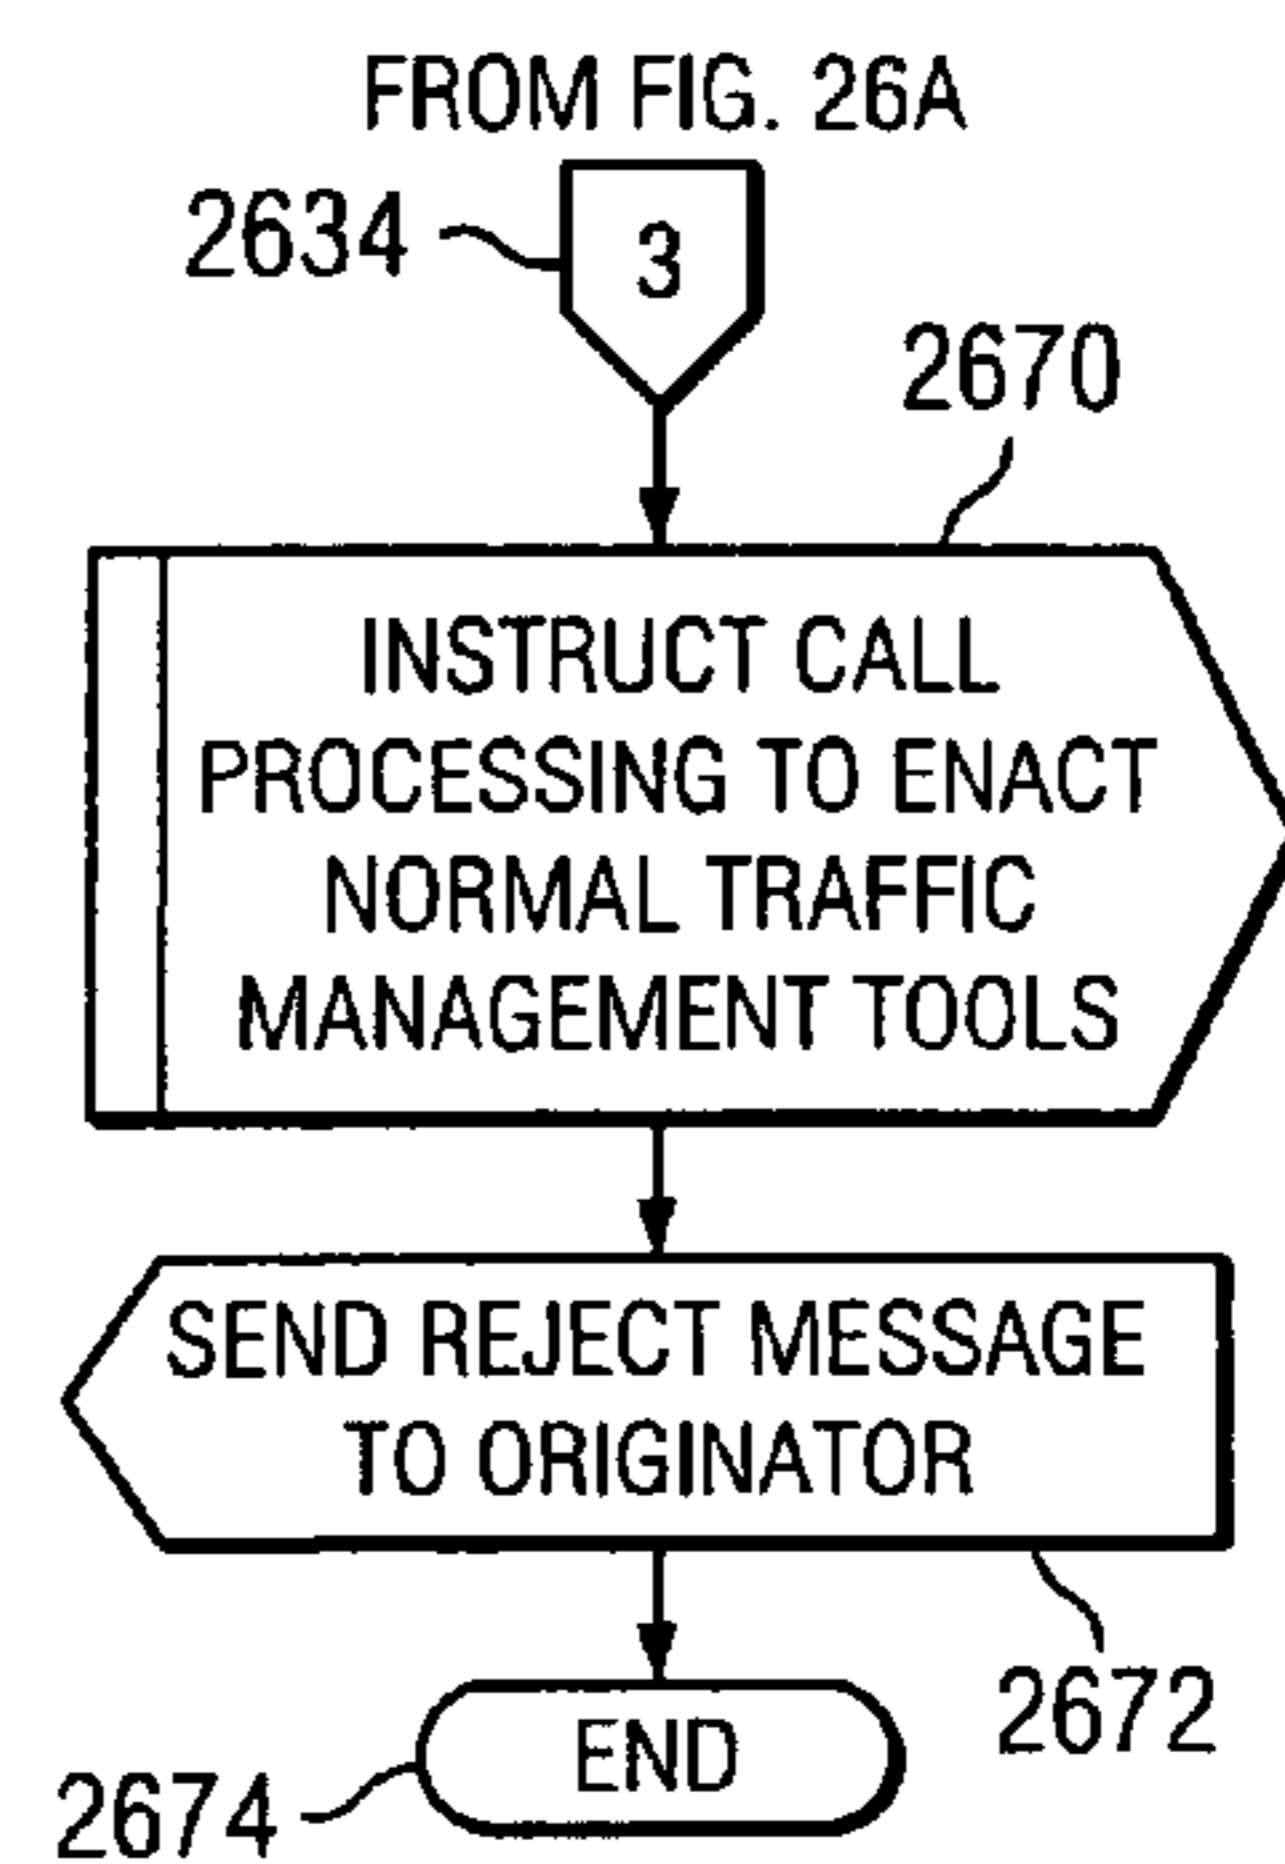 FROM FIG. 26A
2634
3
2670
INSTRUCT CALL
PROCESSING TO ENACT
NORMAL TRAFFIC
MANAGEMENT TOOLS
SEND REJECT MESSAGE
TO ORIGINATOR
2672
END
2674